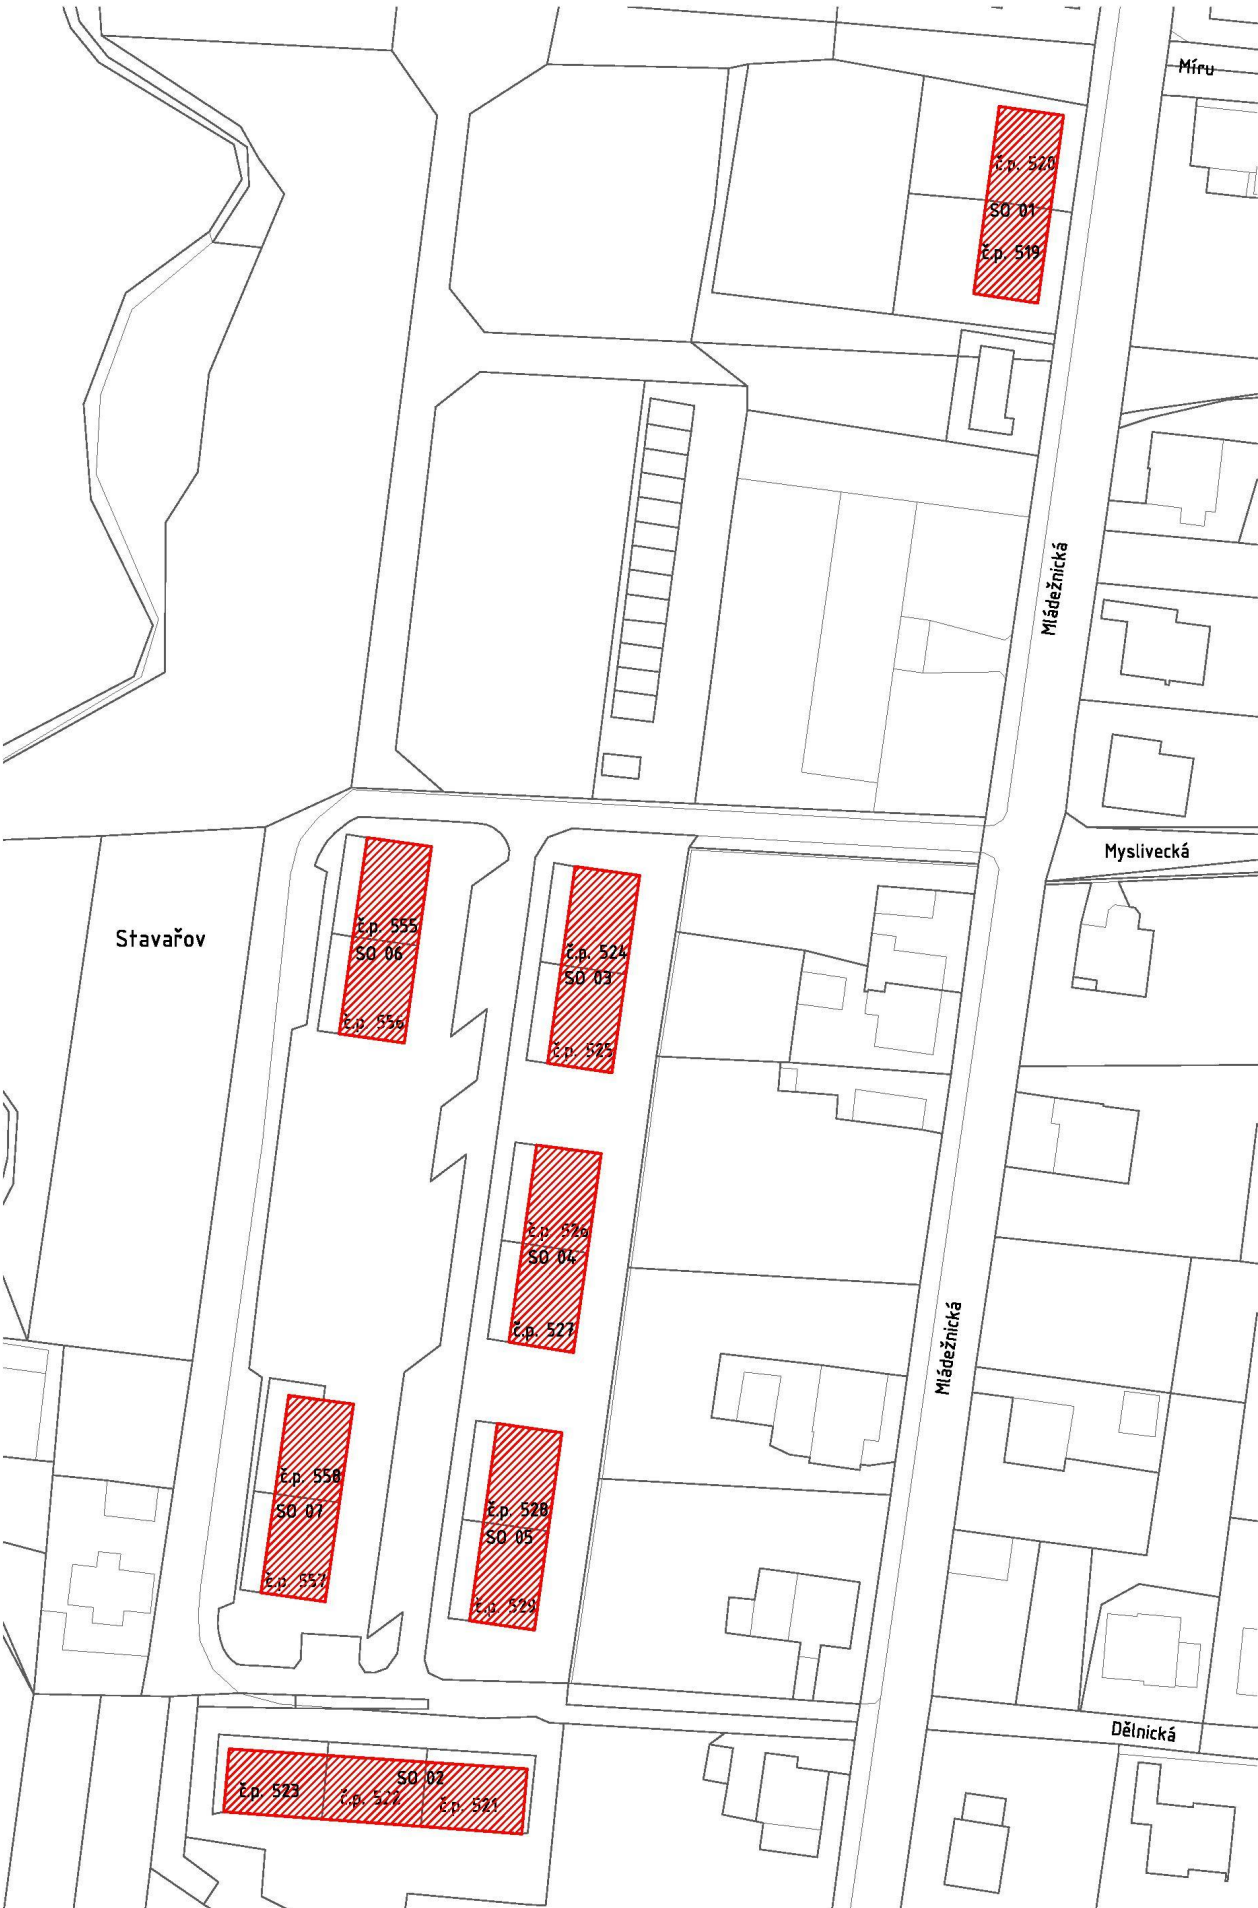 Míru
č.p. 520
SO 01
č.p. 519
Mládežnická
Myslivecká
Stavařov
č.p. 555
SO 06
č.p. 556
č.p. 524
SO 03
č.p. 525
č.p. 526
SO 04
č.p. 527
Mládežnická
č.p. 558
SO 07
č.p. 557
č.p. 528
SO 05
č.p. 529
Dělnická
SO 02
č.p. 523
č.p. 522
č.p. 521